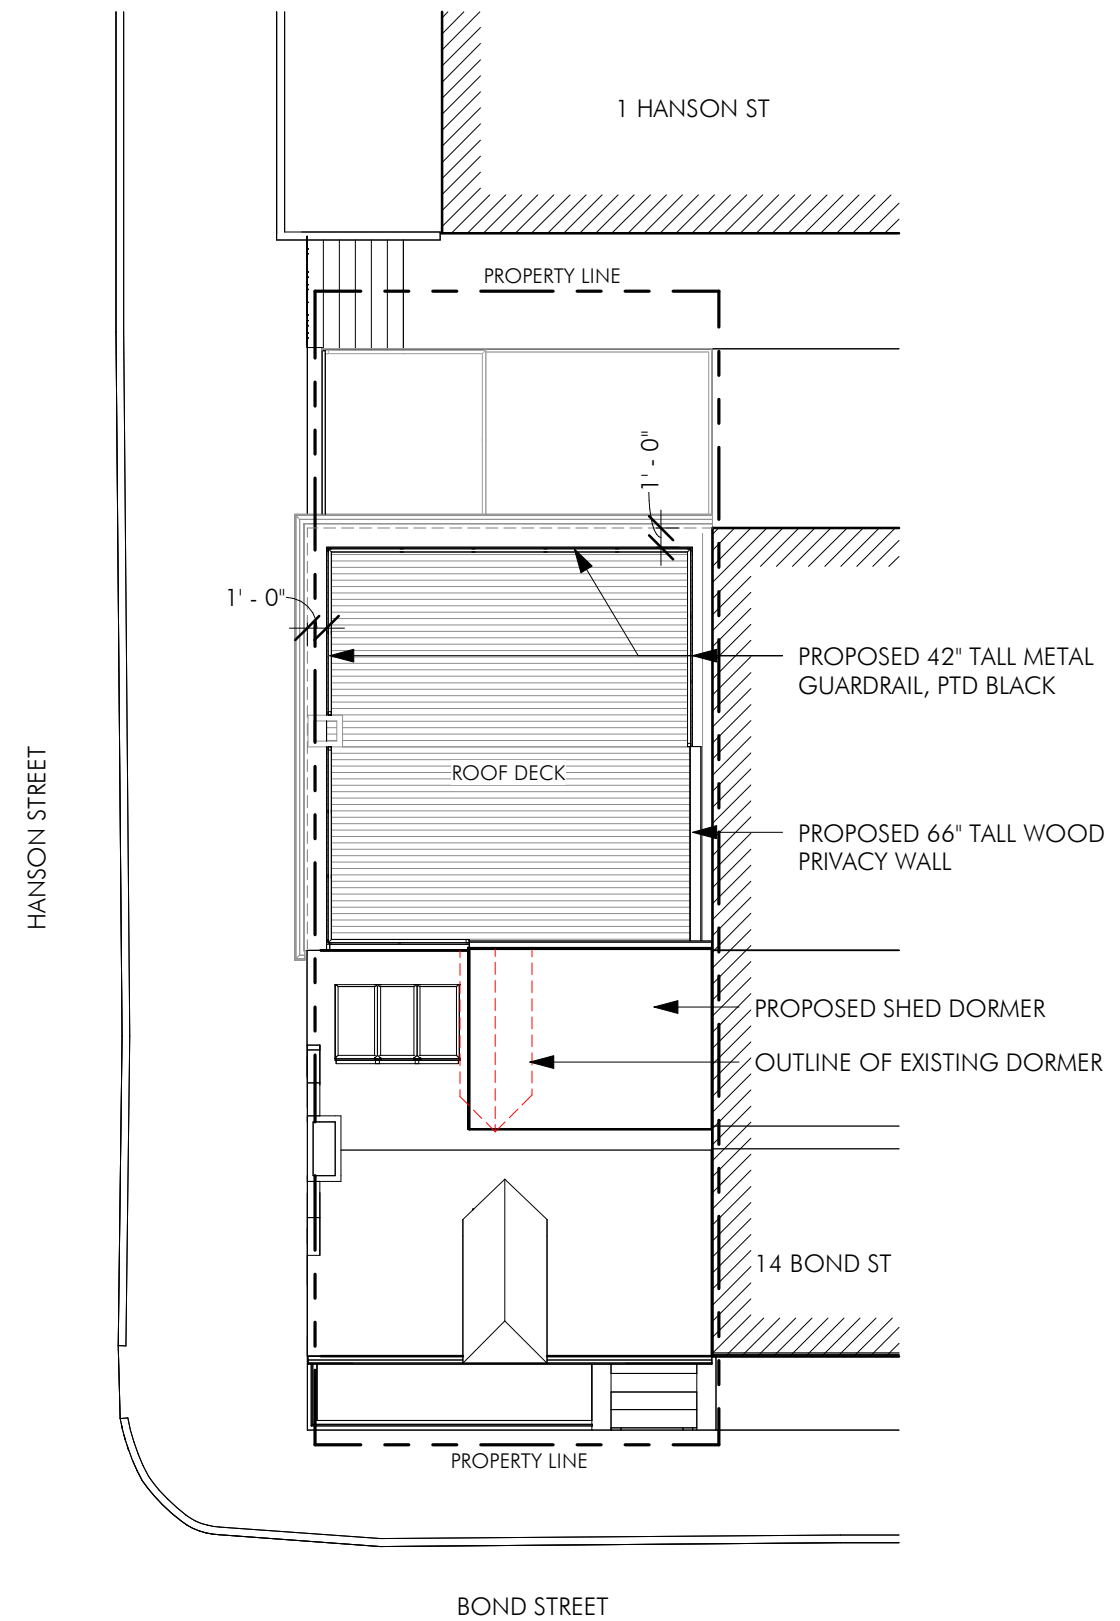 1 HANSON ST
PROPERTY LINE
1' - 0"
1' - 0"
PROPOSED 42" TALL METAL
GUARDRAIL, PTD BLACK
HANSON STREET
ROOF DECK
PROPOSED 66" TALL WOOD
PRIVACY WALL
PROPOSED SHED DORMER
OUTLINE OF EXISTING DORMER
14 BOND ST
PROPERTY LINE
BOND STREET